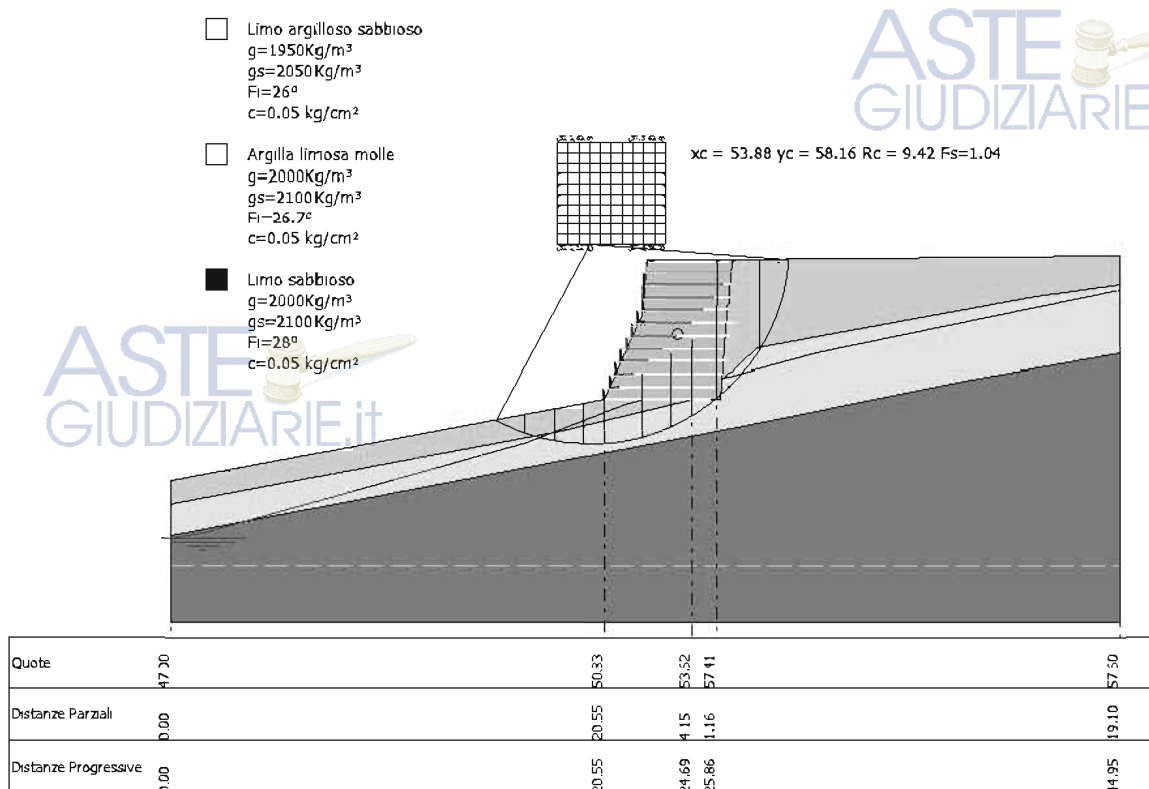 Limo argilloso sabbioso
g=1950Kg/m³
gs=2050Kg/m³
Fi=26°
c=0.05 kg/cm²
ASTE
GIUDIZIARIE
Argilla limosa molle
g=2000Kg/m³
gs=2100Kg/m³
Fi=26.7°
c=0.05 kg/cm²
xc = 53.88 yc = 58.16 Rc = 9.42 Fs=1.04
Limo sabbioso
g=2000Kg/m³
gs=2100Kg/m³
Fi=28°
c=0.05 kg/cm²
ASTE
GIUDIZIARIE.it
Quote 50.33 57.41
Distanze Parziali 0.00 20.55 4.15 1.16 19.10
Distanze Progressive 0.00 20.55 24.69 25.86